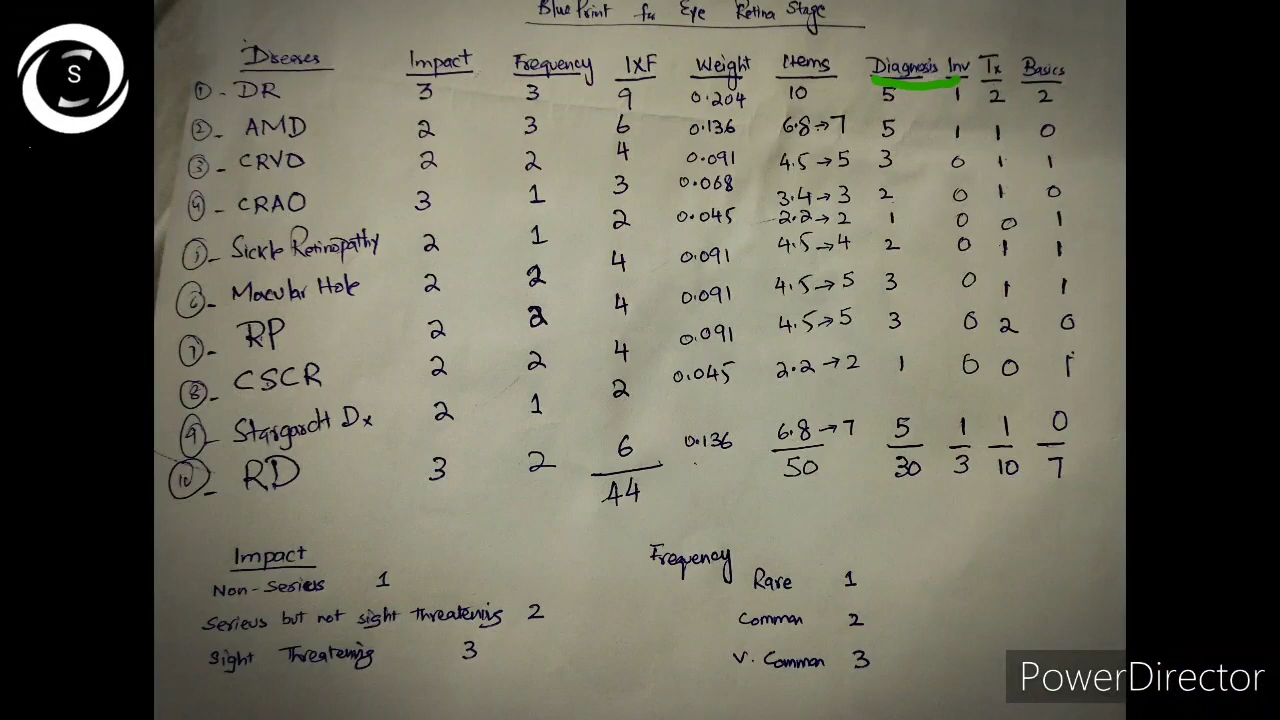 Blue Print for Eye Retina Stage
S
Diseases Impact Frequency IXF Weight Items Diagnosis Inv Tx Basics
1- DR 3 3 9 0.204 10 5 1 2 2
2- AMD 2 3 6 0.136 6.8→7 5 1 1 0
3- CRVO 2 2 4 0.091 4.5→5 3 0 1 1
4- CRAO 3 1 3 0.068 3.4→3 2 0 1 0
5- Sickle Retinopathy 2 1 2 0.045 2.2→2 1 0 0 1
6- Macular Hole 2 2 4 0.091 4.5→4 2 0 1 1
7- RP 2 2 4 0.091 4.5→5 3 0 1 1
8- CSCR 2 2 4 0.091 4.5→5 3 0 2 0
9- Stargardt Dx 2 1 2 0.045 2.2→2 1 0 0 1
10- RD 3 2 6 0.136 6.8→7 5 1 1 0
44 50 30 3 10 7
Impact Frequency
Non-Serious 1 Rare 1
Serious but not sight threatening 2 Common 2
Sight Threatening 3 V. Common 3
PowerDirector